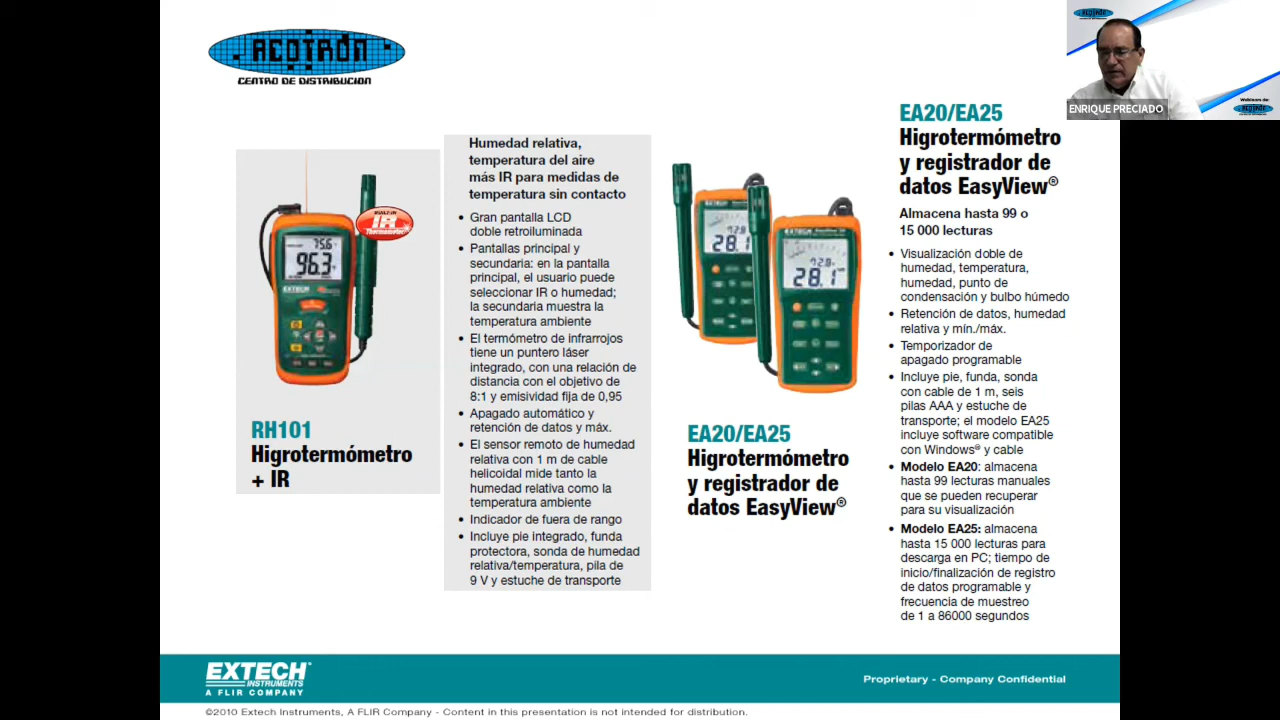 ACOTRON
CENTRO DE DISTRIBUCION
ENRIQUE PRECIADO
Webinars de:
BUILT-IN
IR
Thermometer
75.6
96.3
EXTECH
RH101
Higrotermómetro
+ IR
Humedad relativa,
temperatura del aire
más IR para medidas de
temperatura sin contacto
• Gran pantalla LCD
doble retroiluminada
• Pantallas principal y
secundaria: en la pantalla
principal, el usuario puede
seleccionar IR o humedad;
la secundaria muestra la
temperatura ambiente
• El termómetro de infrarrojos
tiene un puntero láser
integrado, con una relación de
distancia con el objetivo de
8:1 y emisividad fija de 0,95
• Apagado automático y
retención de datos y máx.
• El sensor remoto de humedad
relativa con 1 m de cable
helicoidal mide tanto la
humedad relativa como la
temperatura ambiente
• Indicador de fuera de rango
• Incluye pie integrado, funda
protectora, sonda de humedad
relativa/temperatura, pila de
9 V y estuche de transporte
28.1
EXTECH
72.8
28.1
EA20/EA25
Higrotermómetro
y registrador de
datos EasyView®
EA20/EA25
Higrotermómetro
y registrador de
datos EasyView®
Almacena hasta 99 o
15 000 lecturas
• Visualización doble de
humedad, temperatura,
humedad, punto de
condensación y bulbo húmedo
• Retención de datos, humedad
relativa y mín./máx.
• Temporizador de
apagado programable
• Incluye pie, funda, sonda
con cable de 1 m, seis
pilas AAA y estuche de
transporte; el modelo EA25
incluye software compatible
con Windows® y cable
• Modelo EA20: almacena
hasta 99 lecturas manuales
que se pueden recuperar
para su visualización
• Modelo EA25: almacena
hasta 15 000 lecturas para
descarga en PC; tiempo de
inicio/finalización de registro
de datos programable y
frecuencia de muestreo
de 1 a 86000 segundos
EXTECH
INSTRUMENTS
A FLIR COMPANY
Proprietary - Company Confidential
©2010 Extech Instruments, A FLIR Company - Content in this presentation is not intended for distribution.